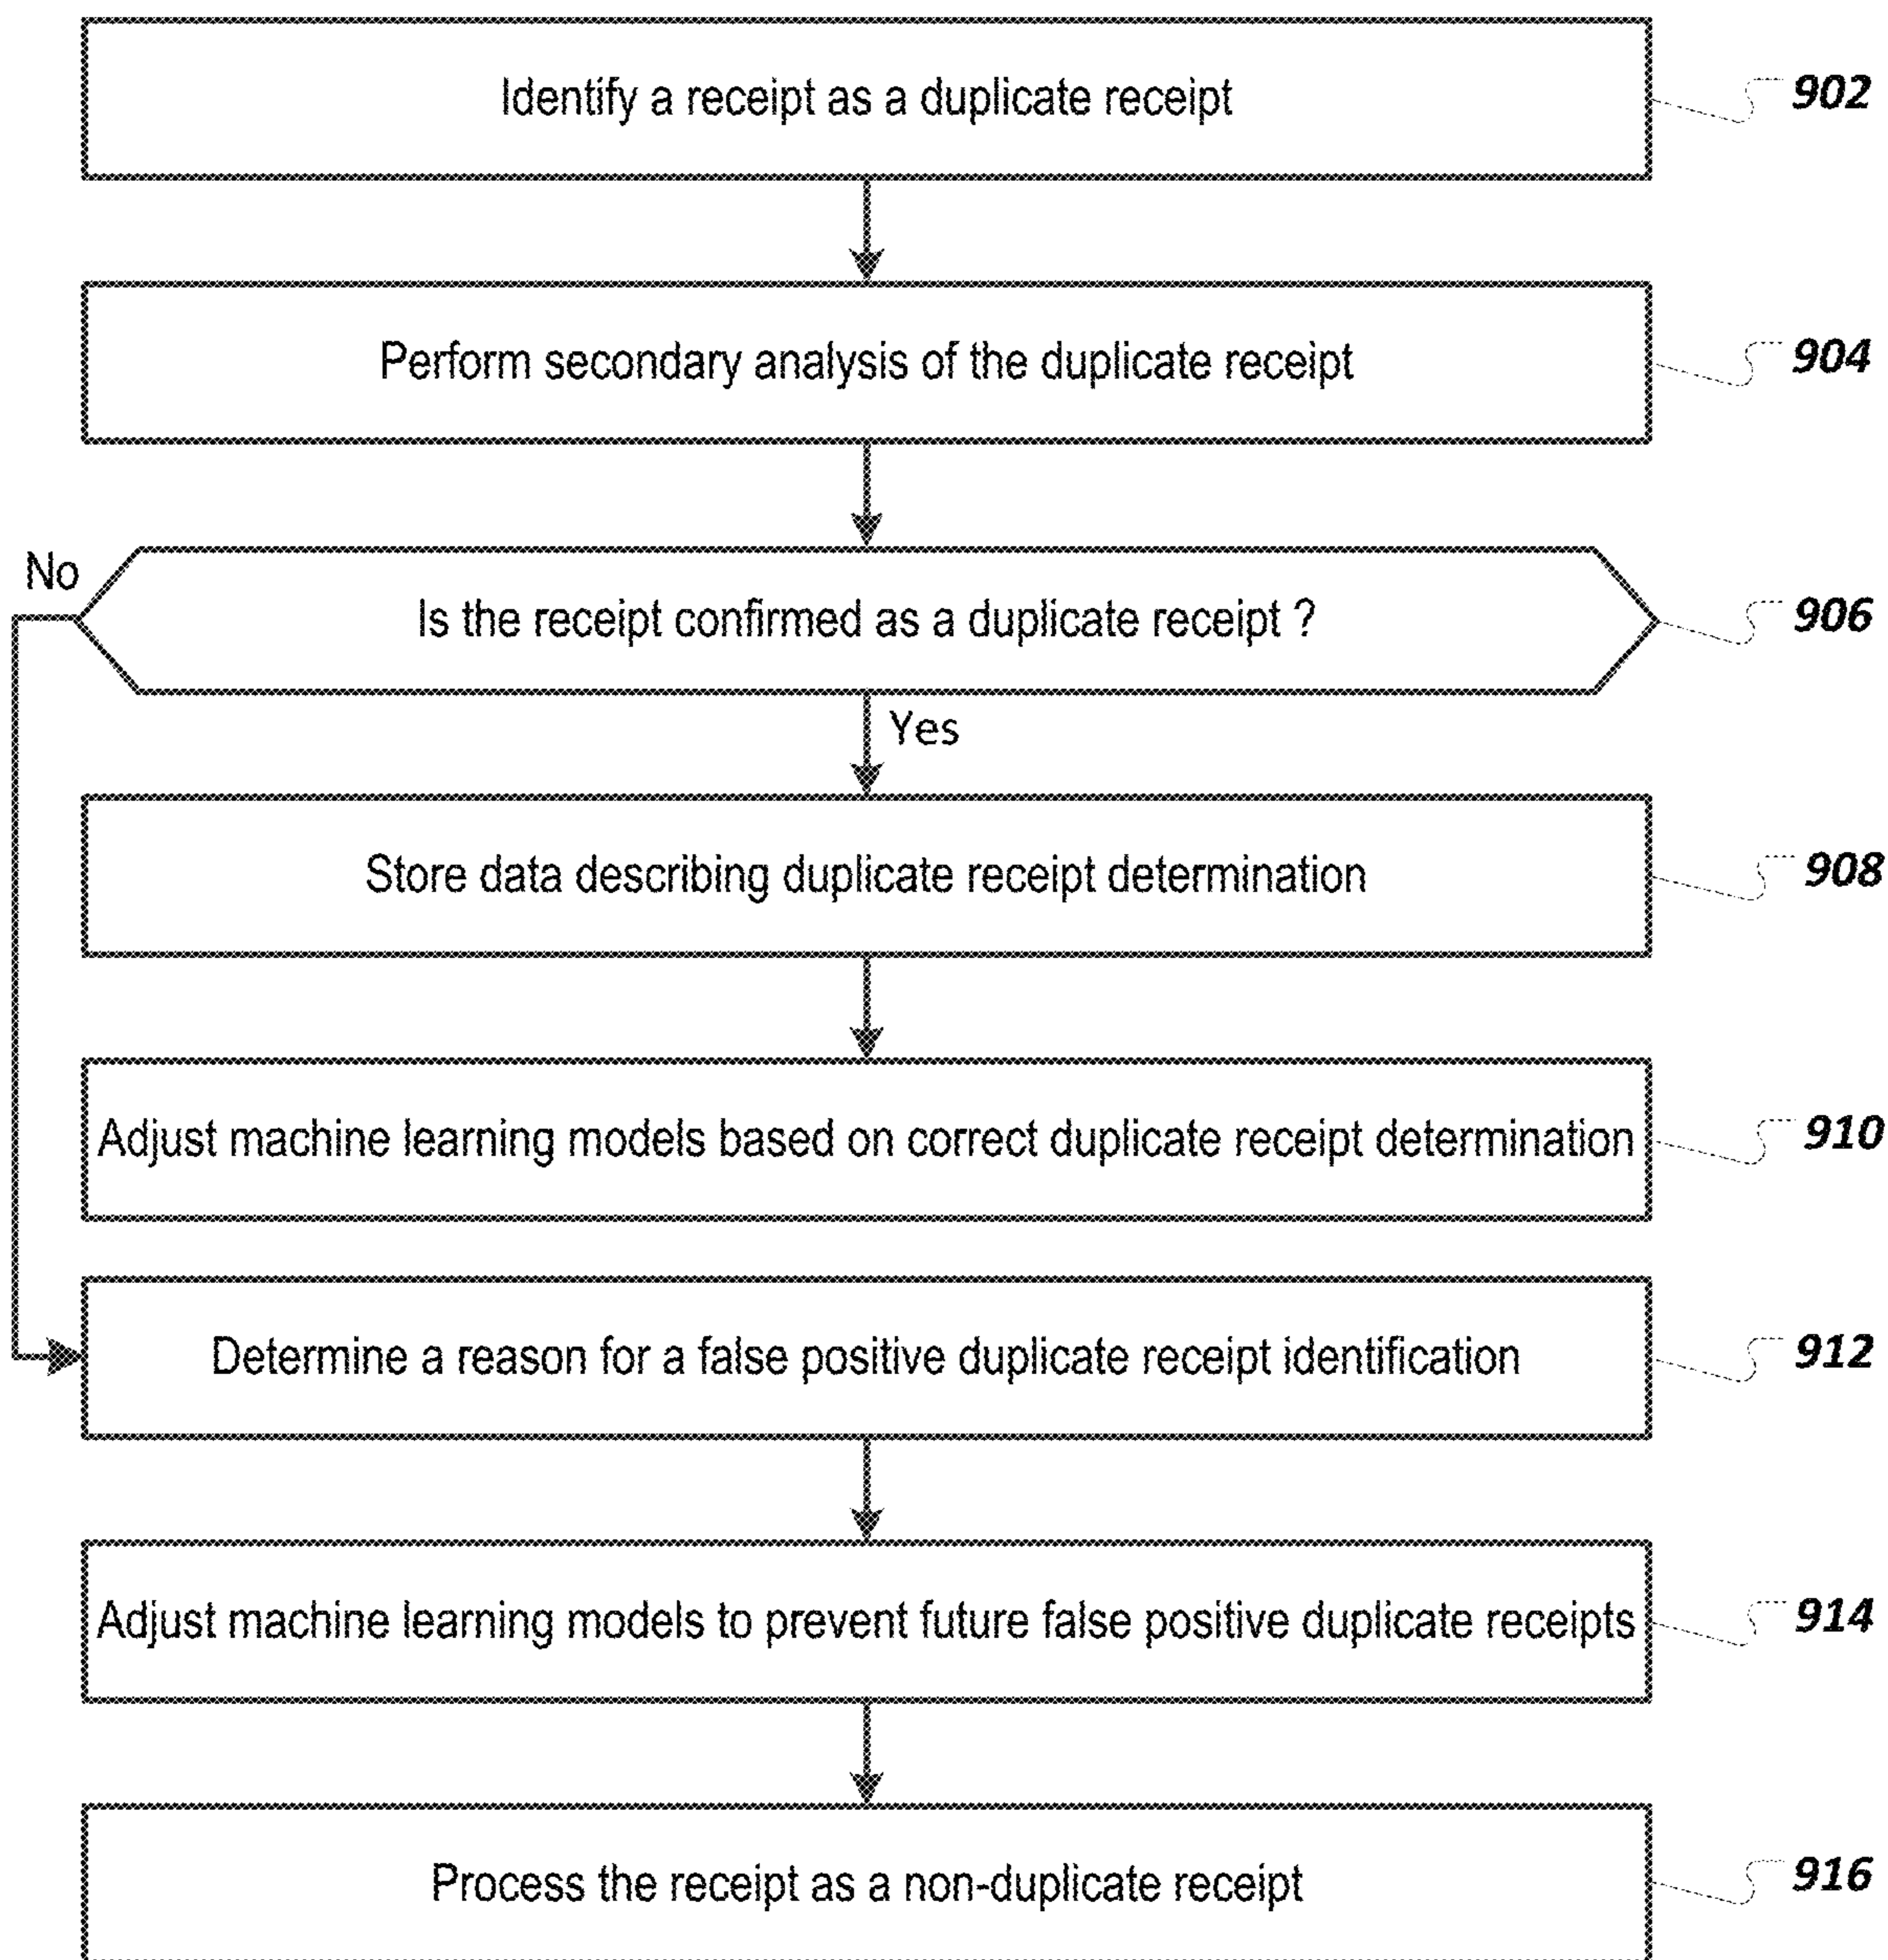 Identify a receipt as a duplicate receipt
902
Perform secondary analysis of the duplicate receipt
904
No
Is the receipt confirmed as a duplicate receipt ?
906
Yes
Store data describing duplicate receipt determination
908
Adjust machine learning models based on correct duplicate receipt determination
910
Determine a reason for a false positive duplicate receipt identification
912
Adjust machine learning models to prevent future false positive duplicate receipts
914
Process the receipt as a non-duplicate receipt
916